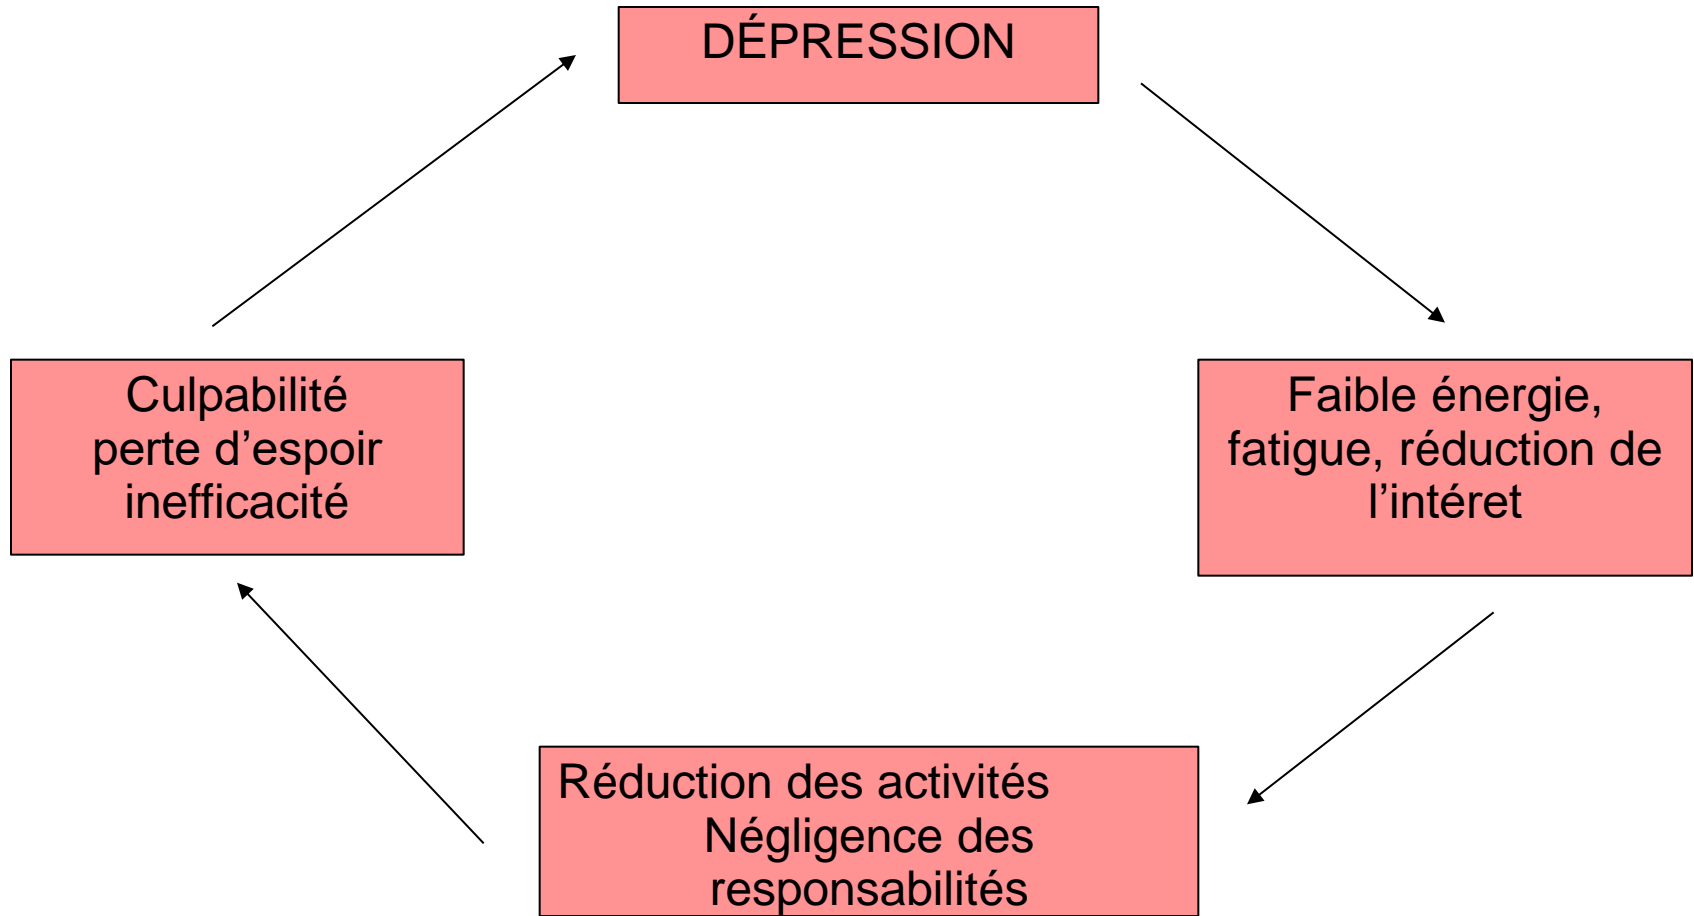 DÉPRESSION
Culpabilité
perte d’espoir
inefficacité
Faible énergie,
fatigue, réduction de
l’intéret
Réduction des activités
Négligence des
responsabilités